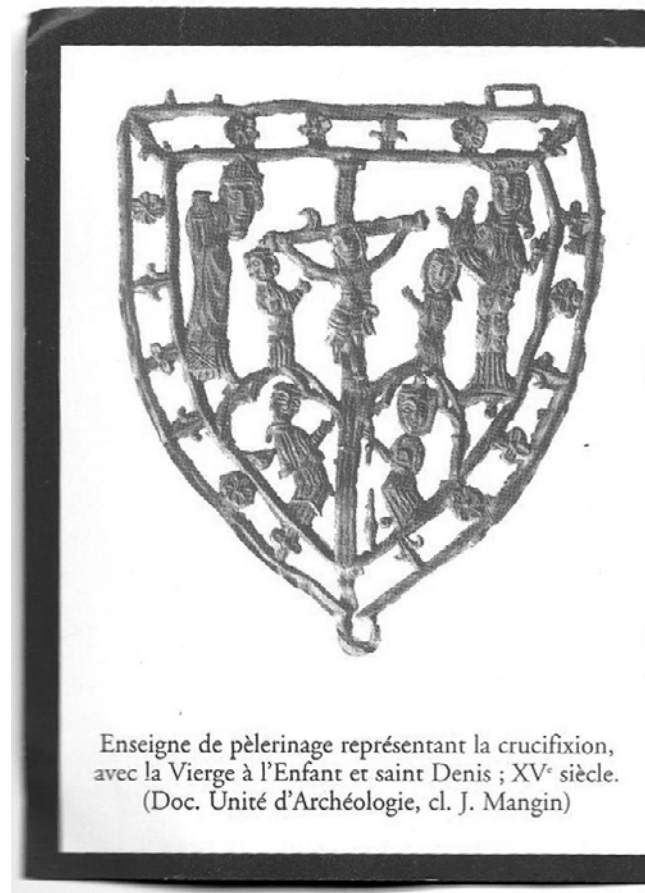 Enseigne de pèlerinage représentant la crucifixion,
avec la Vierge à l'Enfant et saint Denis ; XVᵉ siècle.
(Doc. Unité d'Archéologie, cl. J. Mangin)